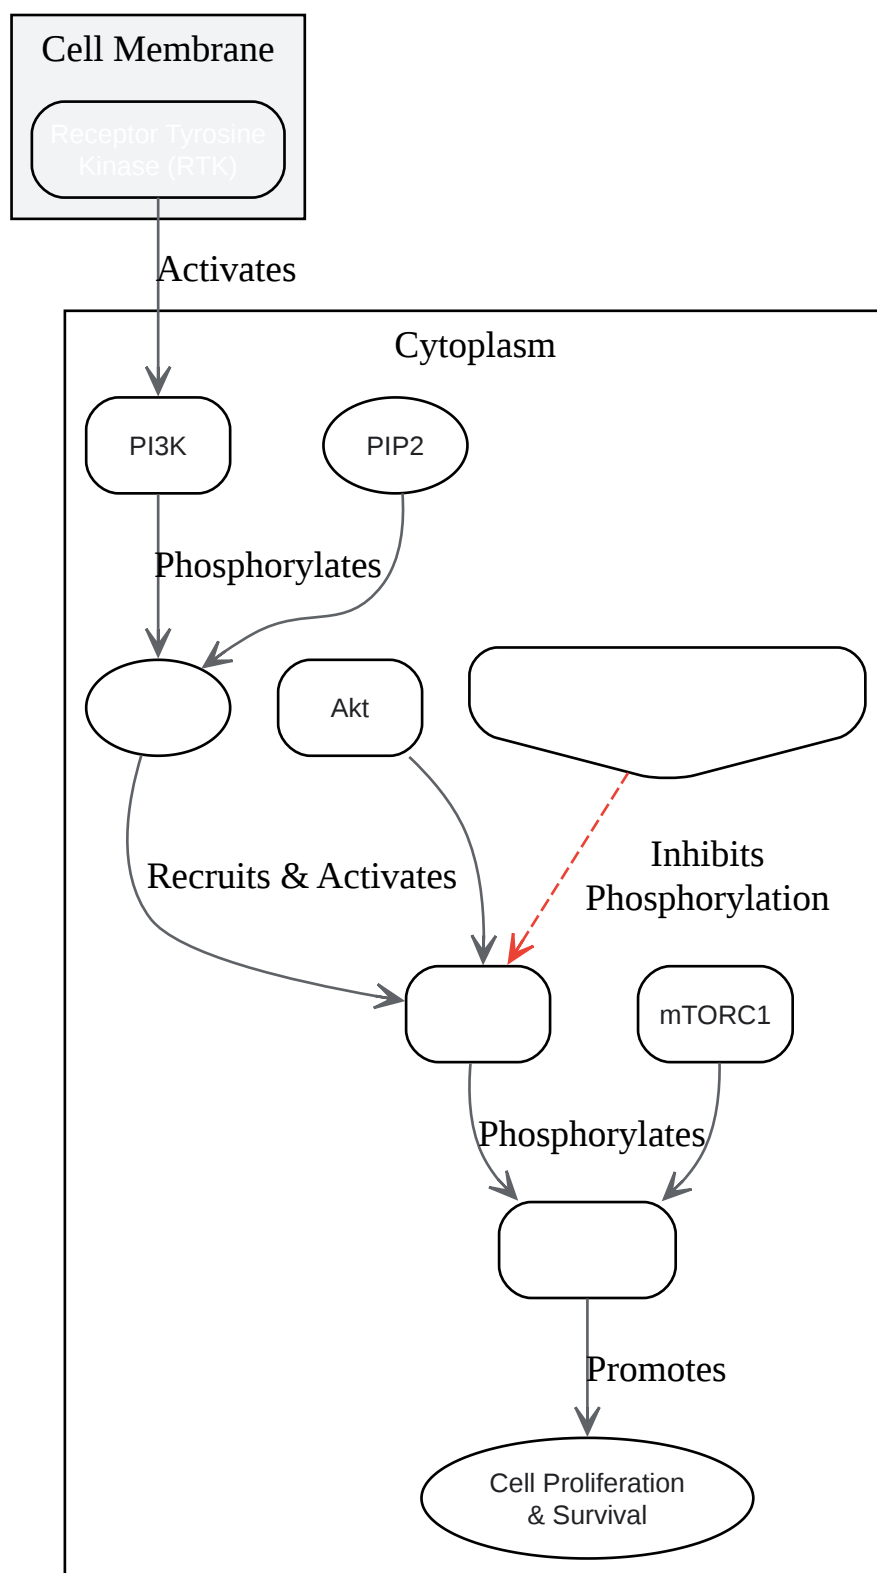 Cell Membrane
Receptor Tyrosine
Kinase (RTK)
Activates
Cytoplasm
PI3K
PIP2
Phosphorylates
Akt
Recruits & Activates
Inhibits
Phosphorylation
mTORC1
Phosphorylates
Promotes
Cell Proliferation
& Survival